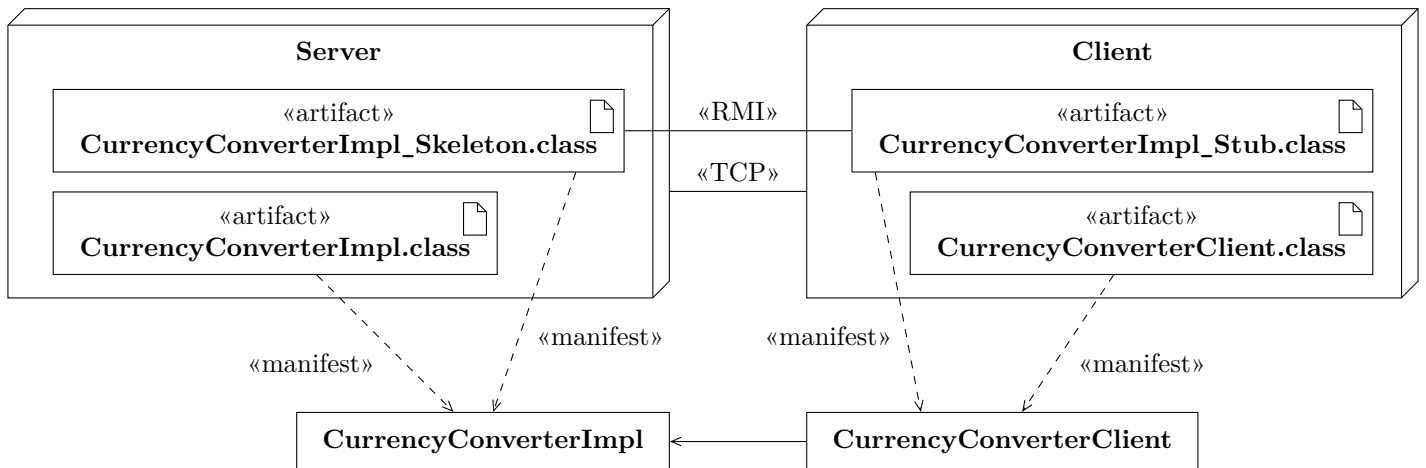 Server
Client
«artifact»
CurrencyConverterImpl_Skeleton.class
«RMI»
«artifact»
CurrencyConverterImpl_Stub.class
«TCP»
«artifact»
CurrencyConverterImpl.class
«artifact»
CurrencyConverterClient.class
«manifest»
«manifest»
«manifest»
«manifest»
CurrencyConverterImpl
CurrencyConverterClient